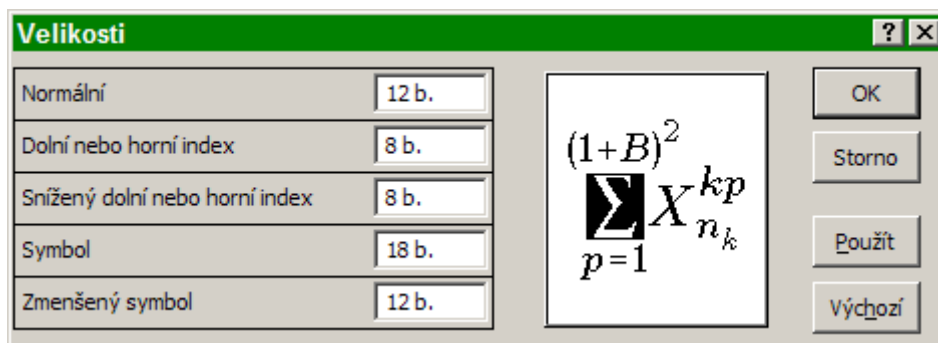 Velikosti
Normální 12 b.
Dolní nebo horní index 8 b.
Snížený dolní nebo horní index 8 b.
Symbol 18 b.
Zmenšený symbol 12 b.
(1+B)²
∑ X kp n k
p=1
OK
Storno
Použít
Výchozí